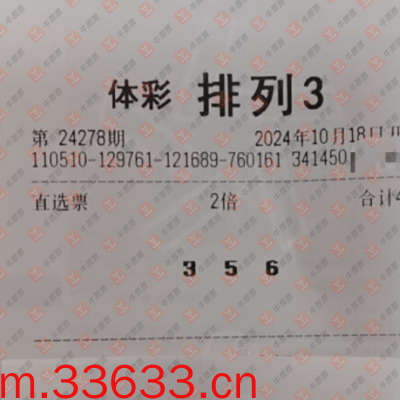 体彩 排列3
第 24278期 2024年10月18日
110510-129761-121689-760161 341450
直选票 2倍 合计4
3 5 6
m.33633.cn